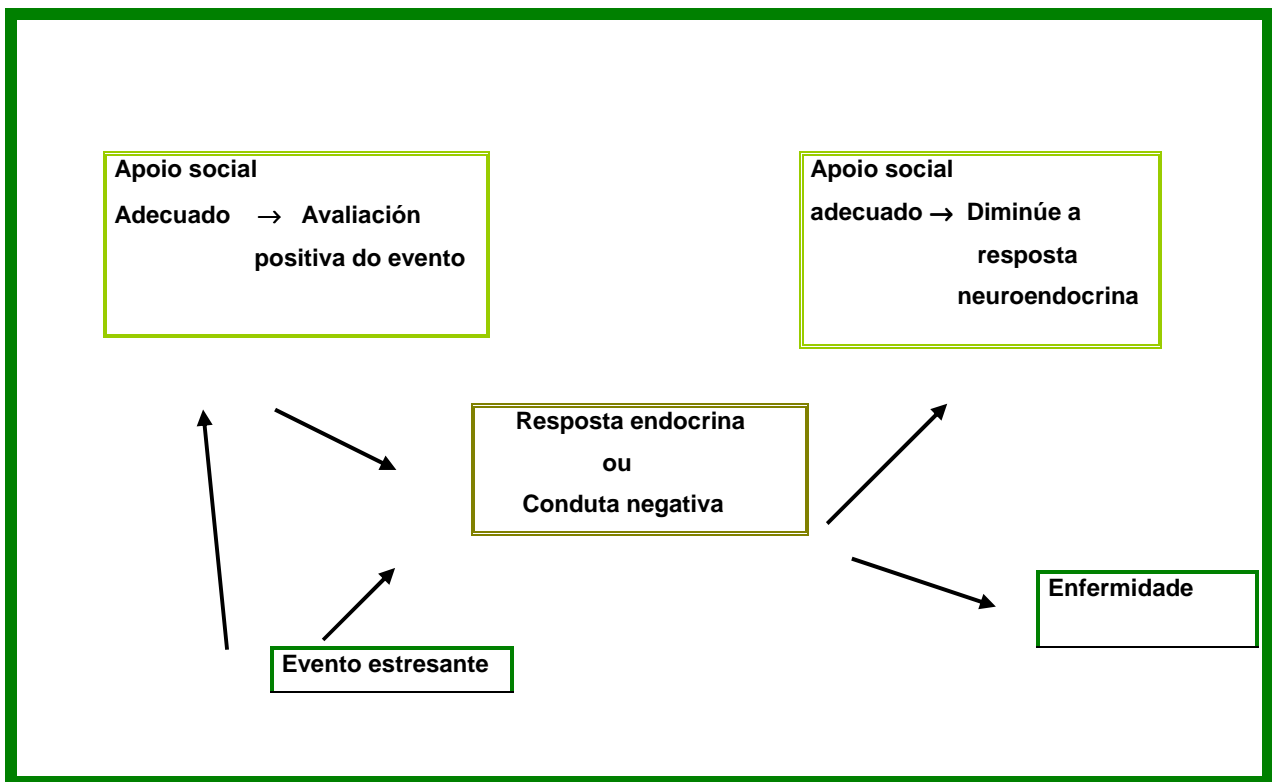 Apoio social
Adecuado → Avaliación
positiva do evento
Apoio social
adecuado → Diminúe a
resposta
neuroendocrina
Resposta endocrina
ou
Conduta negativa
Enfermidade
Evento estresante